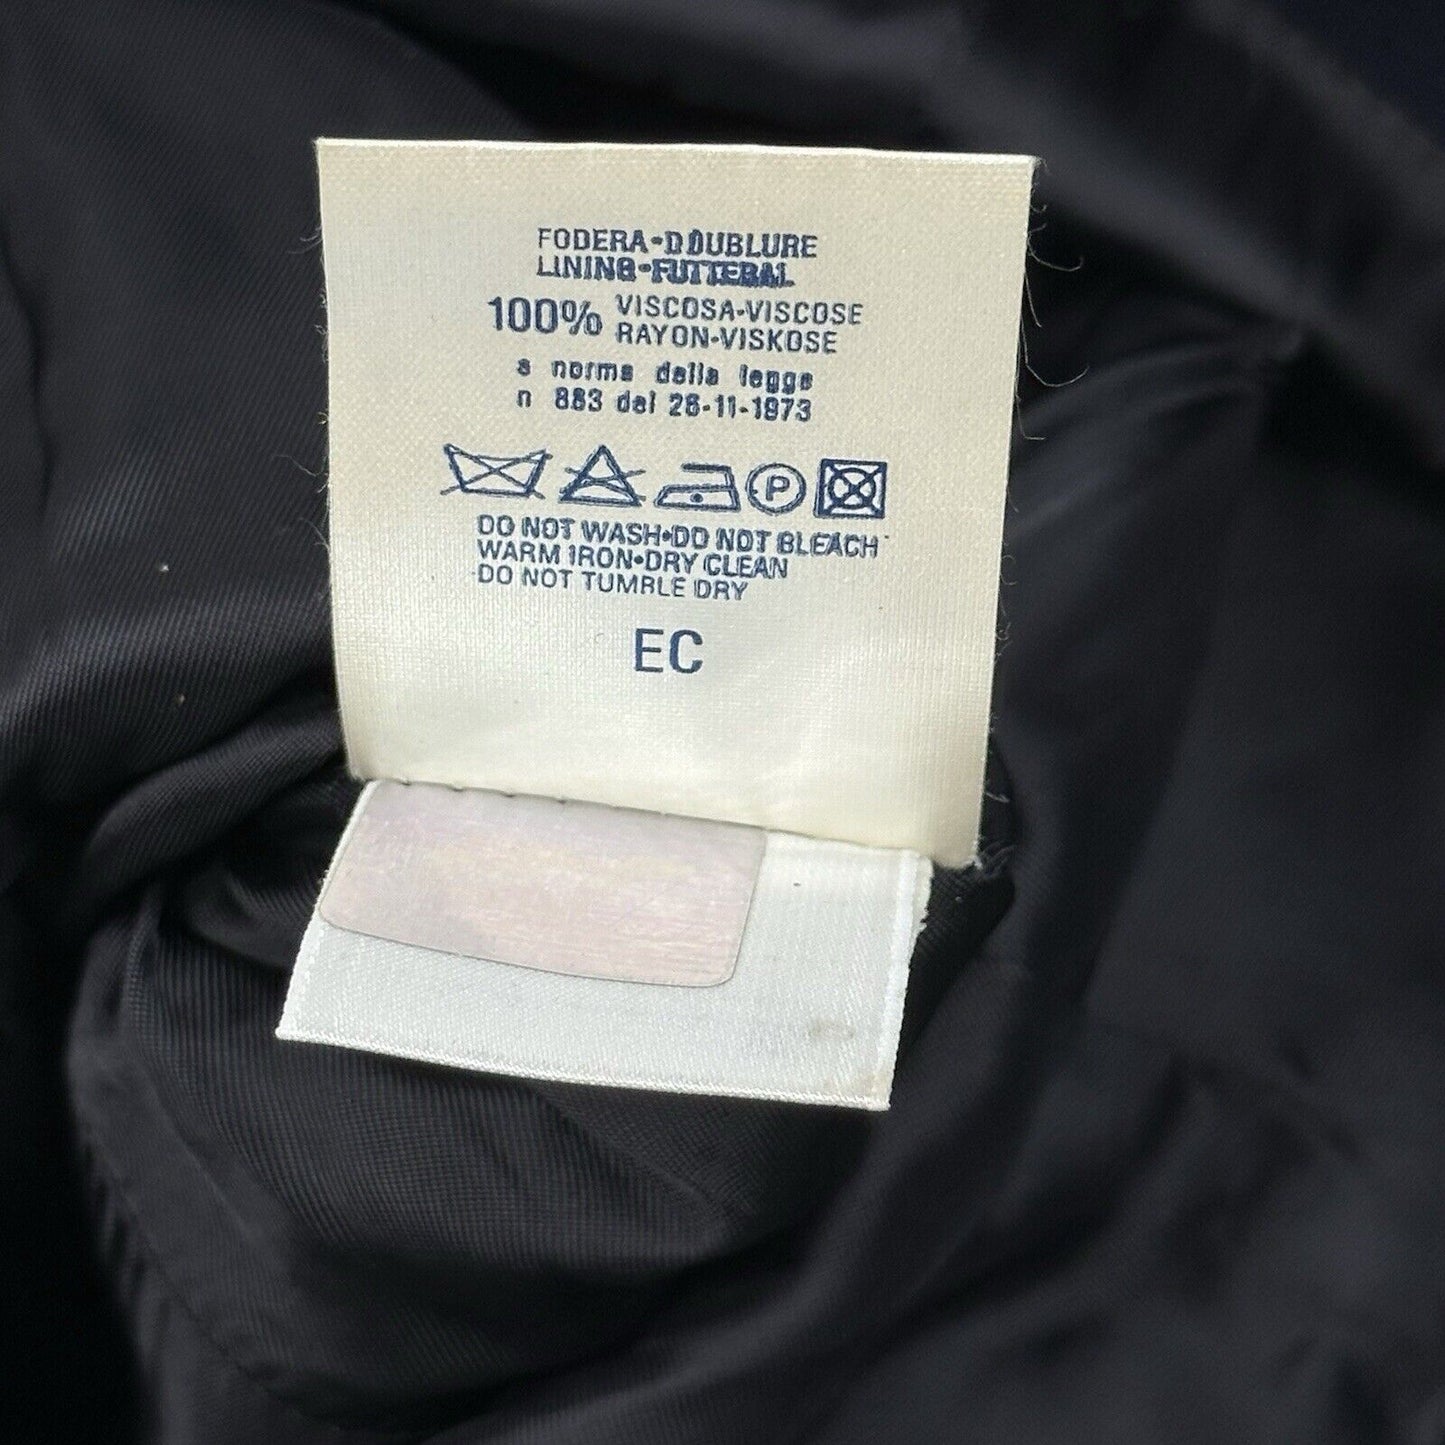 FODERA-DOUBLURE
LINING-FUTTERAL
100% VISCOSA-VISCOSE
RAYON-VISKOSE
a norma della legge
n 883 del 26-11-1973
P
DO NOT WASH•DO NOT BLEACH
WARM IRON•DRY CLEAN
DO NOT TUMBLE DRY
EC